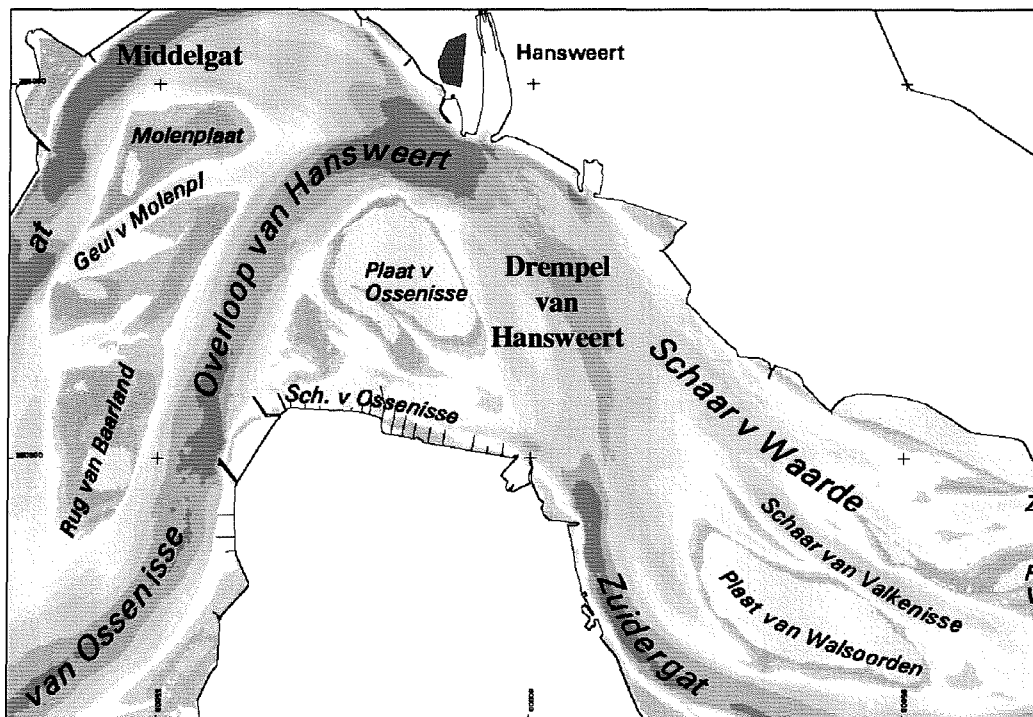 Middelgat
Hansweert
Molenplaat
Geul v Molenpl
at
Overloop van Hansweert
Plaat v
Ossenisse
Drempel
van
Hansweert
Schaar v Waarde
Sch. v Ossenisse
Rug van Baarland
van Ossenisse
Zuidergat
Schaar van Valkenisse
Plaat van Walsoorden